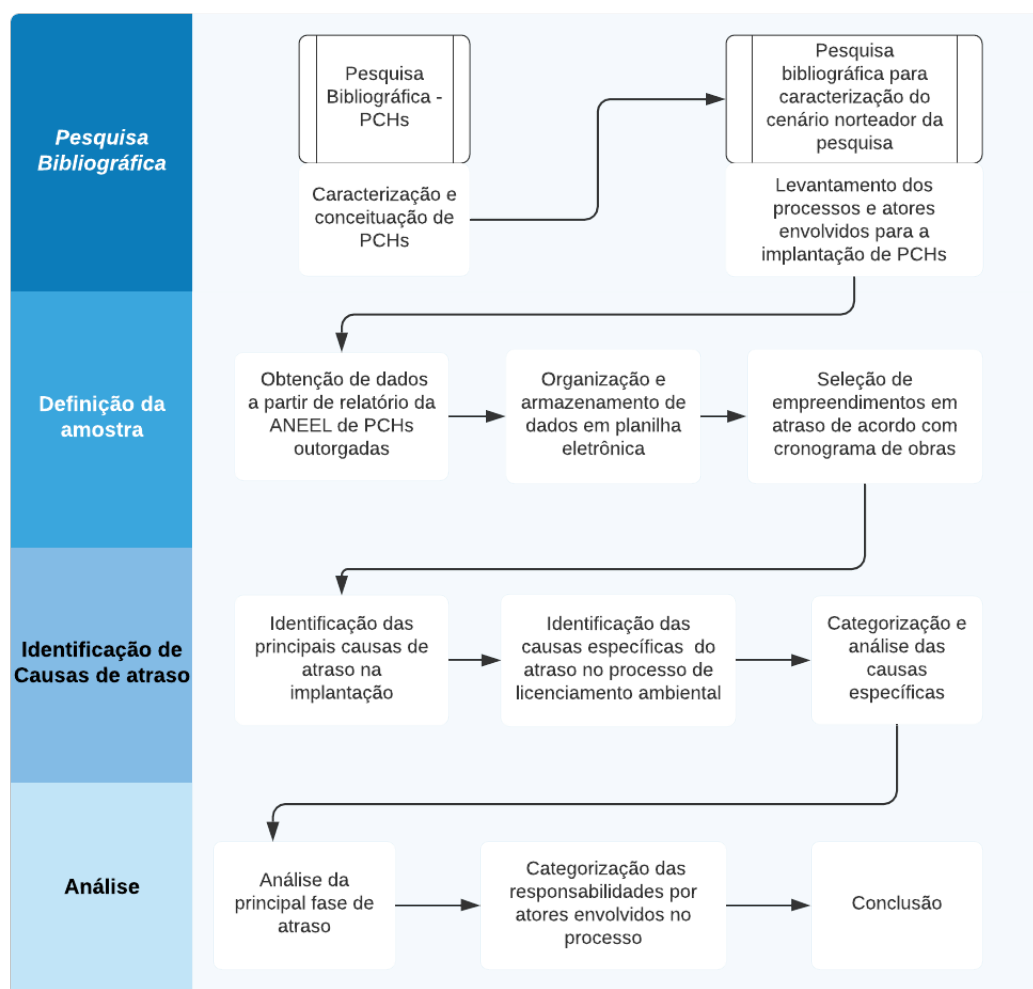 Pesquisa
Bibliográfica
Pesquisa
Bibliográfica -
PCHs
Caracterização e
conceituação de
PCHs
Pesquisa
bibliográfica para
caracterização do
cenário norteador da
pesquisa
Levantamento dos
processos e atores
envolvidos para a
implantação de PCHs
Definição da
amostra
Obtenção de dados
a partir de relatório da
ANEEL de PCHs
outorgadas
Organização e
armazenamento de
dados em planilha
eletrônica
Seleção de
empreendimentos em
atraso de acordo com
cronograma de obras
Identificação de
Causas de atraso
Identificação das
principais causas de
atraso na
implantação
Identificação das
causas específicas do
atraso no processo de
licenciamento ambiental
Categorização e
análise das
causas
específicas
Análise
Análise da
principal fase de
atraso
Categorização das
responsabilidades por
atores envolvidos no
processo
Conclusão